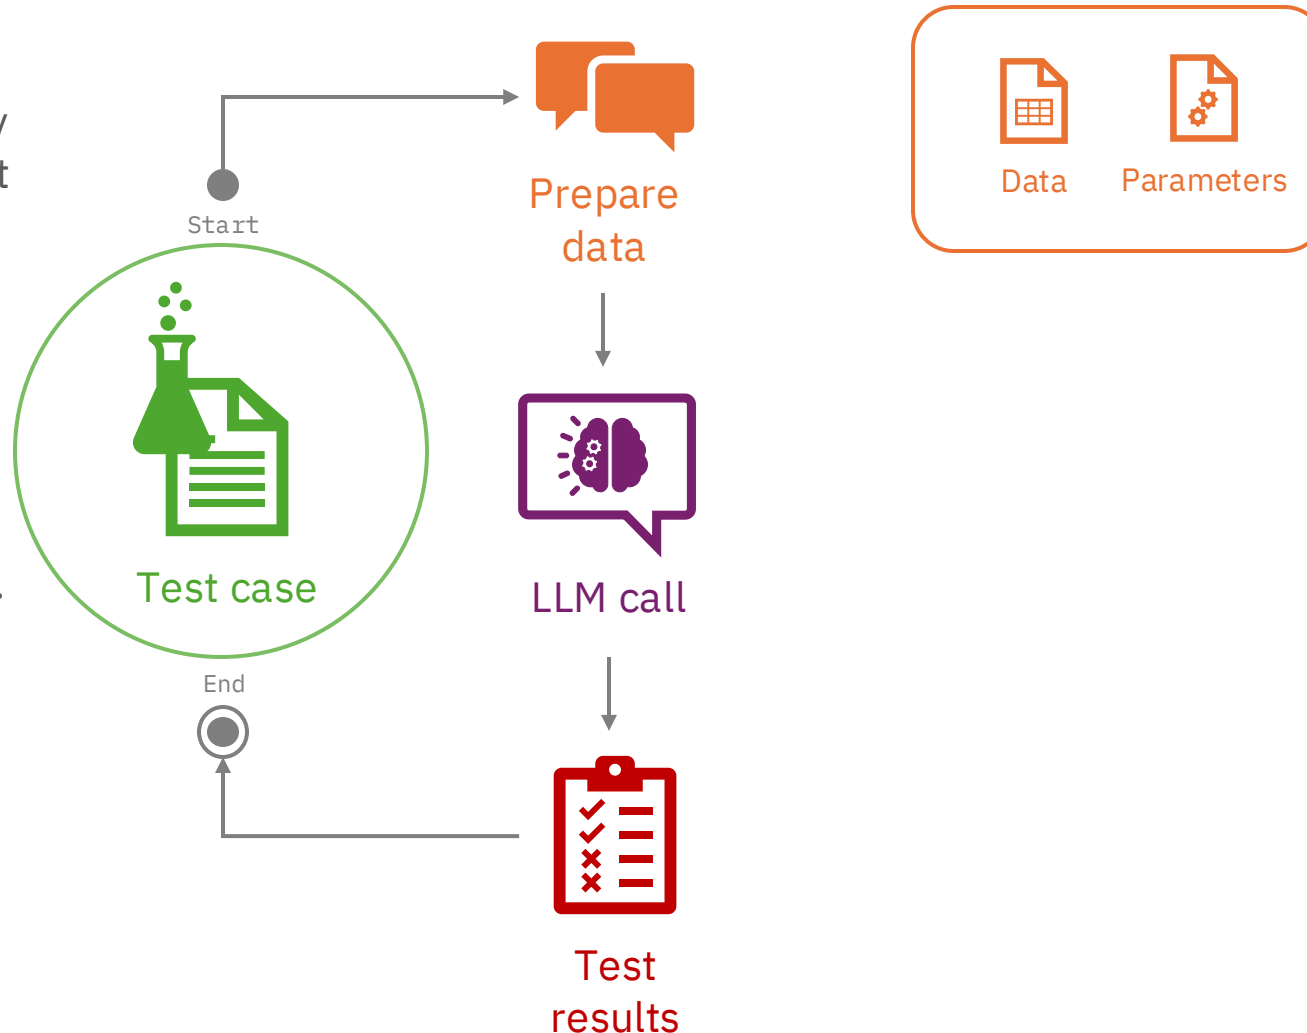 Start
Prepare
data
Data
Parameters
Test case
LLM call
End
Test
results